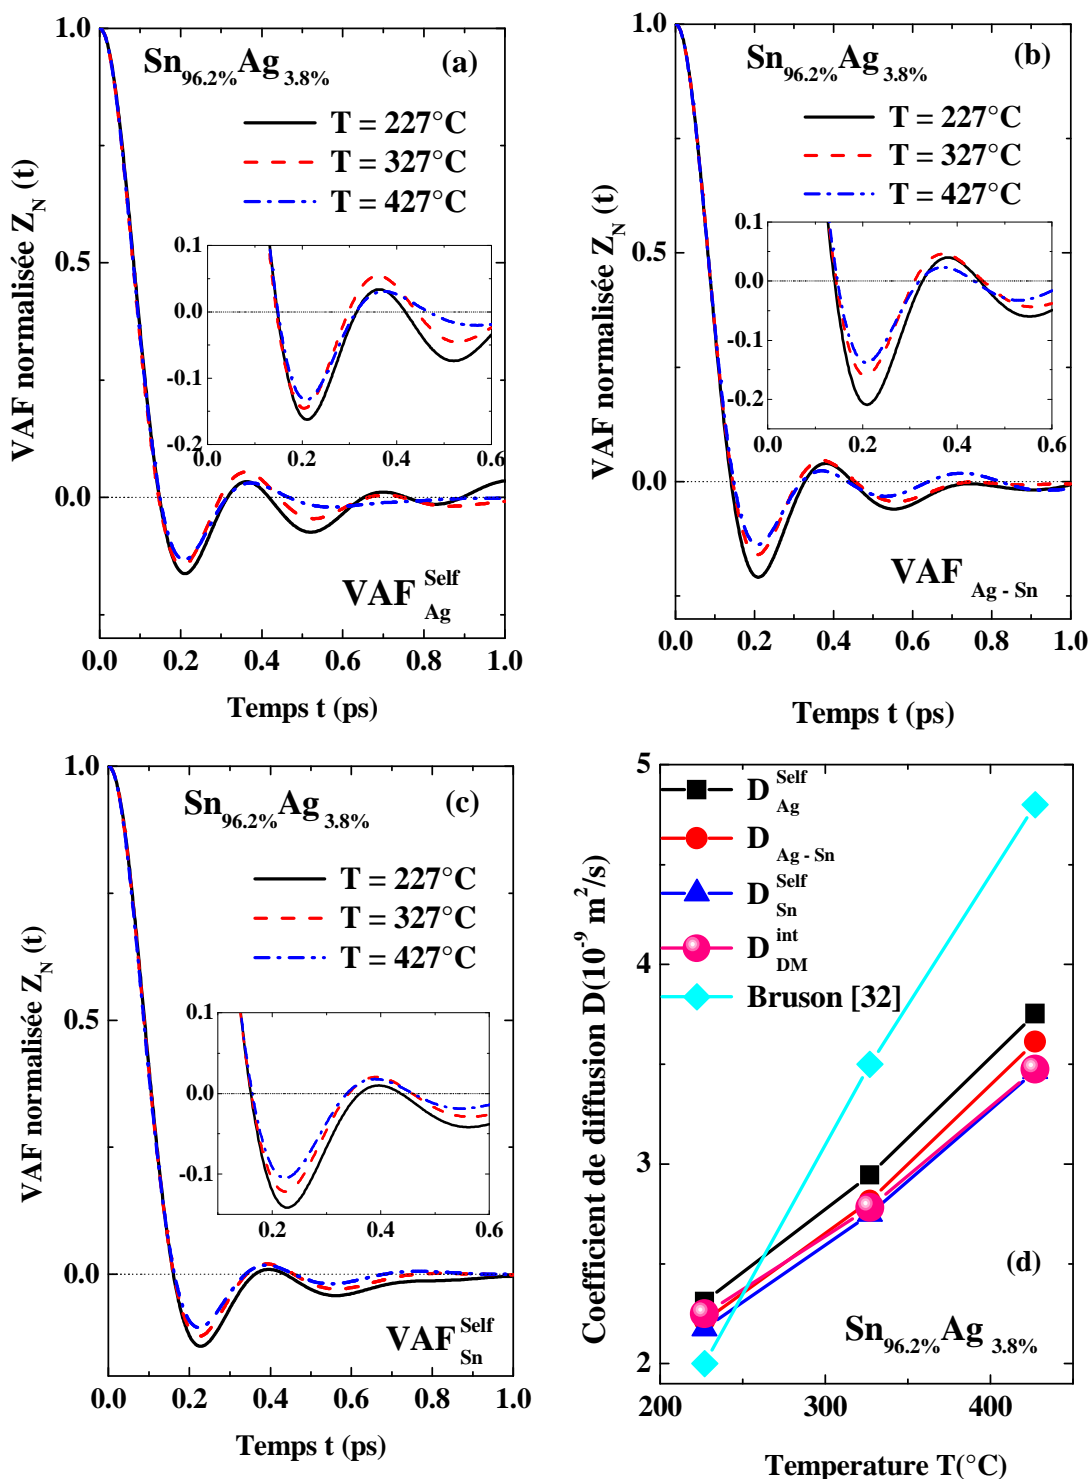 Sn96.2%Ag3.8%
(a)
T = 227°C
T = 327°C
T = 427°C
VAF normalisée Z_N (t)
1.0
0.5
0.0
0.1
0.0
-0.1
-0.2
0.0 0.2 0.4 0.6
VAF Self Ag
0.0 0.2 0.4 0.6 0.8 1.0
Temps t (ps)
Sn96.2%Ag3.8%
(b)
T = 227°C
T = 327°C
T = 427°C
VAF normalisée Z_N (t)
1.0
0.5
0.0
0.1
0.0
-0.1
-0.2
0.0 0.2 0.4 0.6
VAF Ag - Sn
0.0 0.2 0.4 0.6 0.8 1.0
Temps t (ps)
Sn96.2%Ag3.8%
(c)
T = 227°C
T = 327°C
T = 427°C
VAF normalisée Z_N (t)
1.0
0.5
0.0
0.1
0.0
-0.1
0.2 0.4 0.6
VAF Self Sn
0.0 0.2 0.4 0.6 0.8 1.0
Temps t (ps)
D Self Ag
D Ag - Sn
D Self Sn
D int DM
Bruson [32]
Coefficient de diffusion D(10⁻⁹ m²/s)
5
4
3
2
(d)
Sn96.2%Ag3.8%
200 300 400
Temperature T(°C)